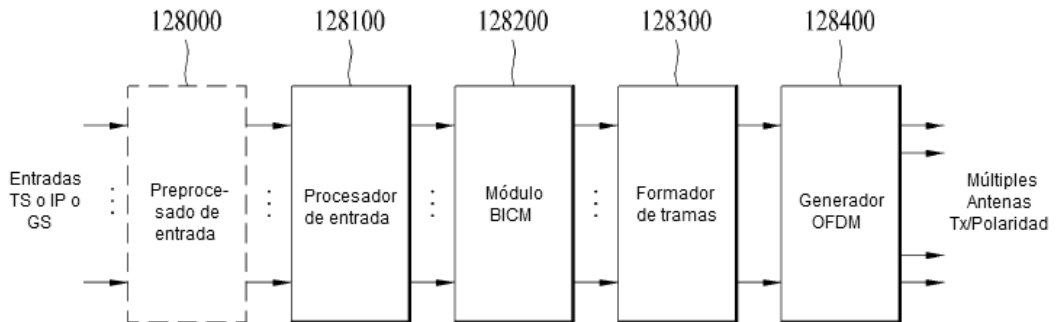 128000
128100
128200
128300
128400
Entradas
TS o IP o
GS
Preproce-
sado de
entrada
Procesador
de entrada
Módulo
BICM
Formador
de tramas
Generador
OFDM
Múltiples
Antenas
Tx/Polaridad